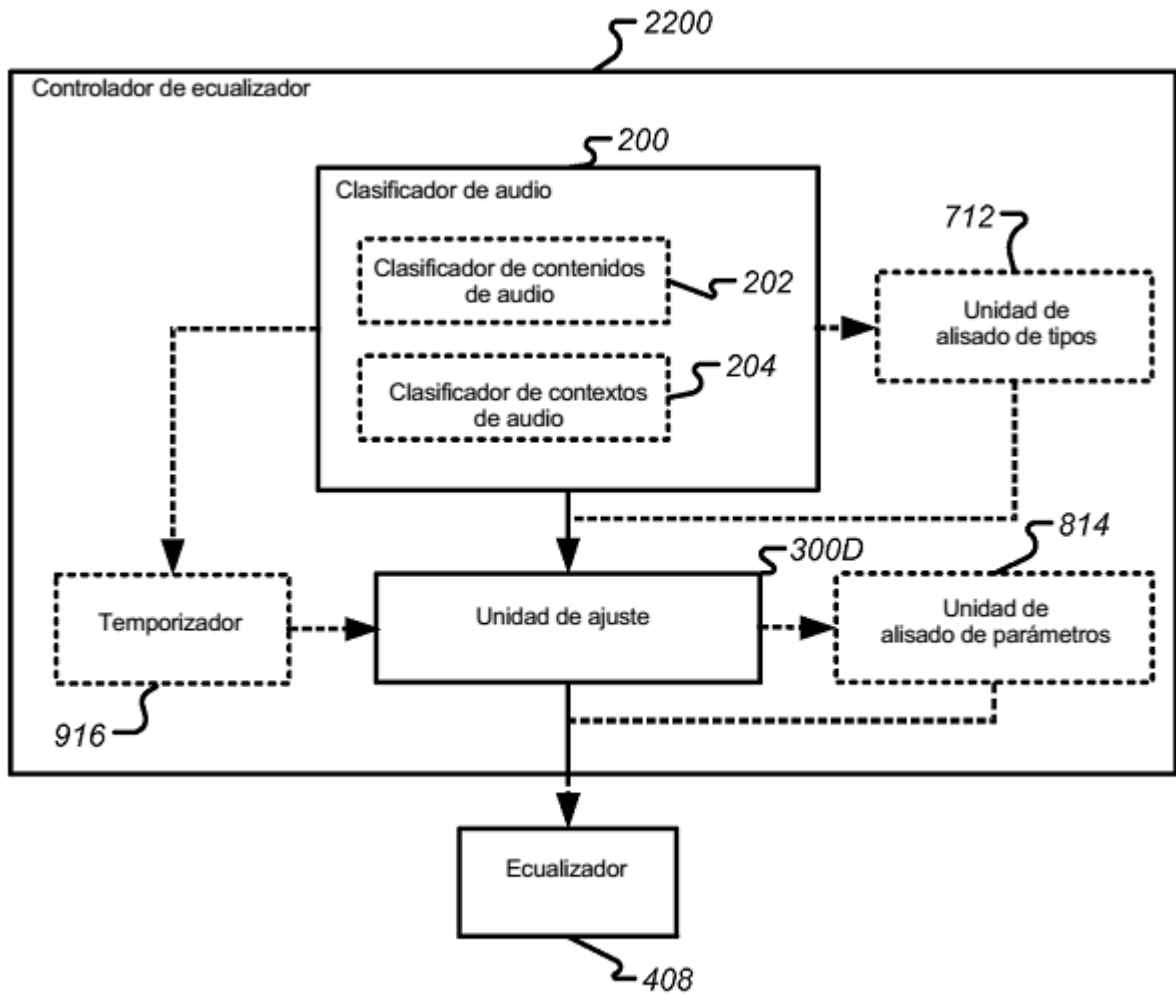 2200
Controlador de ecualizador
200
Clasificador de audio
712
Clasificador de contenidos
de audio
202
Unidad de
alisado de tipos
204
Clasificador de contextos
de audio
814
300D
Temporizador
Unidad de ajuste
Unidad de
alisado de parámetros
916
Ecualizador
408